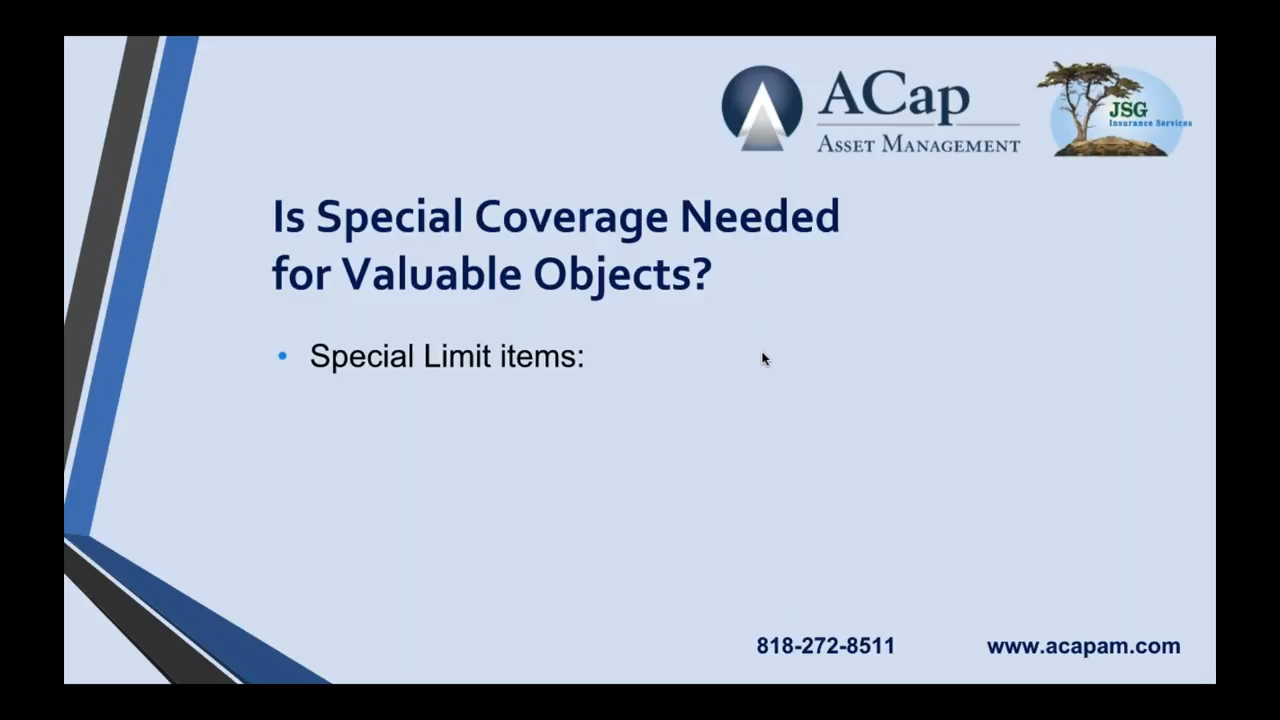 ACap
ASSET MANAGEMENT
JSG
Insurance Services
Is Special Coverage Needed
for Valuable Objects?
• Special Limit items:
818-272-8511
www.acapam.com